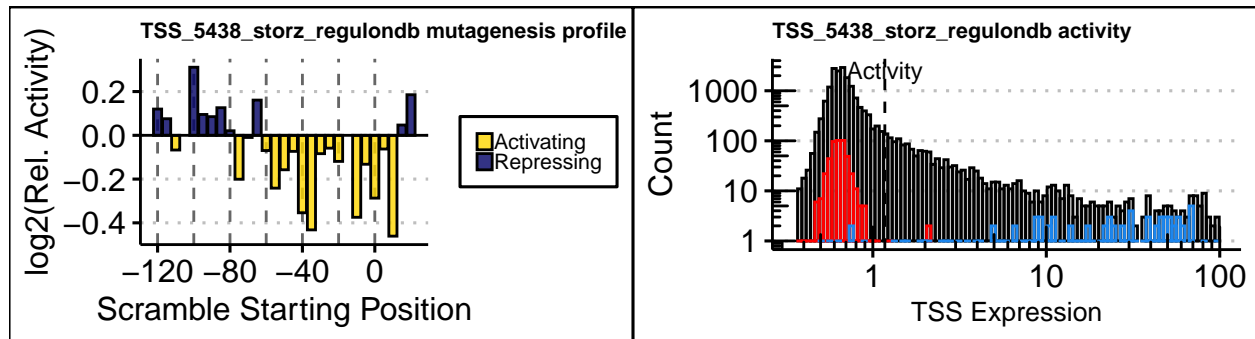 TSS_5438_storz_regulondb mutagenesis profile
log2(Rel. Activity)
0.2
0.0
−0.2
−0.4
−120 −80 −40 0
Scramble Starting Position
Activating
Repressing
TSS_5438_storz_regulondb activity
Activity
Count
1000
100
10
1
1 10 100
TSS Expression